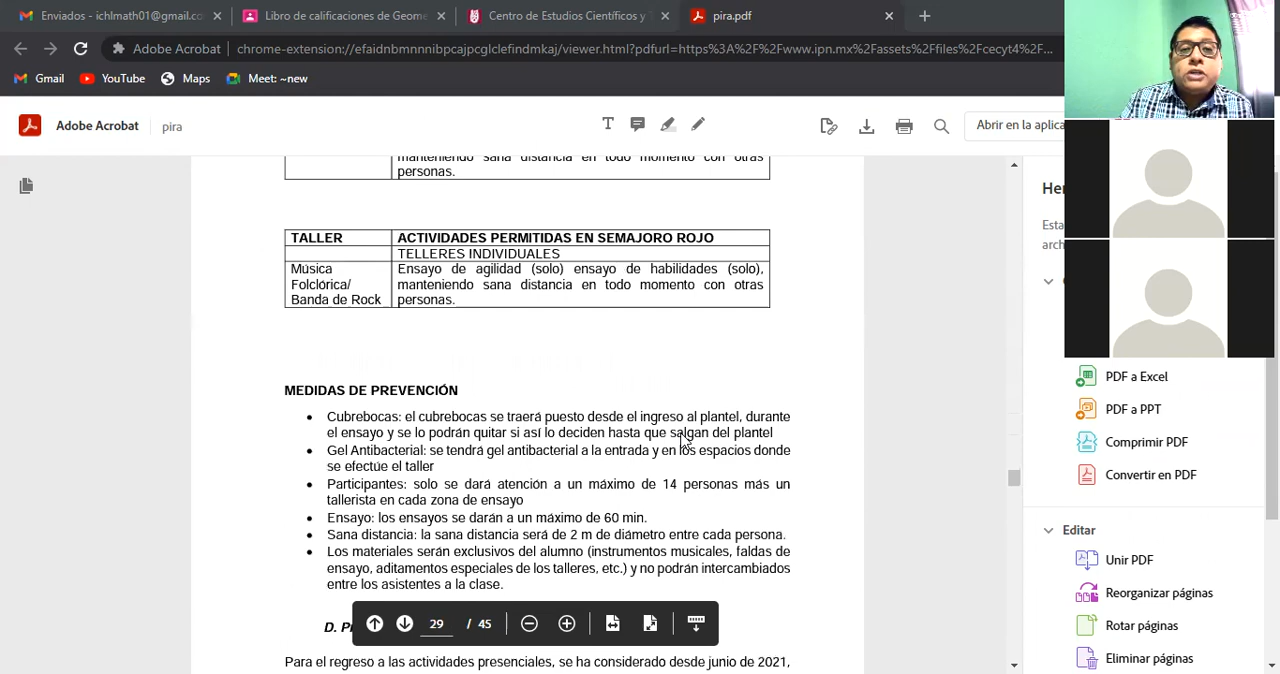 Enviados - ichlmath01@gmail.co
Libro de calificaciones de Geome
Centro de Estudios Científicos y T
pira.pdf
Adobe Acrobat
chrome-extension://efaidnbmnnnibpcajpcglclefindmkaj/viewer.html?pdfurl=https%3A%2F%2Fwww.ipn.mx%2Fassets%2Ffiles%2Fcecyt4%2F...
Gmail
YouTube
Maps
Meet: ~new
Adobe Acrobat
pira
Abrir en la aplica
manteniendo sana distancia en todo momento con otras
personas.
TALLER
ACTIVIDADES PERMITIDAS EN SEMAJORO ROJO
TELLERES INDIVIDUALES
Música
Folclórica/
Banda de Rock
Ensayo de agilidad (solo) ensayo de habilidades (solo),
manteniendo sana distancia en todo momento con otras
personas.
MEDIDAS DE PREVENCIÓN
• Cubrebocas: el cubrebocas se traerá puesto desde el ingreso al plantel, durante
el ensayo y se lo podrán quitar si así lo deciden hasta que salgan del plantel
• Gel Antibacterial: se tendrá gel antibacterial a la entrada y en los espacios donde
se efectúe el taller
• Participantes: solo se dará atención a un máximo de 14 personas más un
tallerista en cada zona de ensayo
• Ensayo: los ensayos se darán a un máximo de 60 min.
• Sana distancia: la sana distancia será de 2 m de diámetro entre cada persona.
• Los materiales serán exclusivos del alumno (instrumentos musicales, faldas de
ensayo, aditamentos especiales de los talleres, etc.) y no podrán intercambiados
entre los asistentes a la clase.
D.
29 / 45
Para el regreso a las actividades presenciales, se ha considerado desde junio de 2021,
Esta
PDF a Excel
PDF a PPT
Comprimir PDF
Convertir en PDF
Editar
Unir PDF
Reorganizar páginas
Rotar páginas
Eliminar páginas